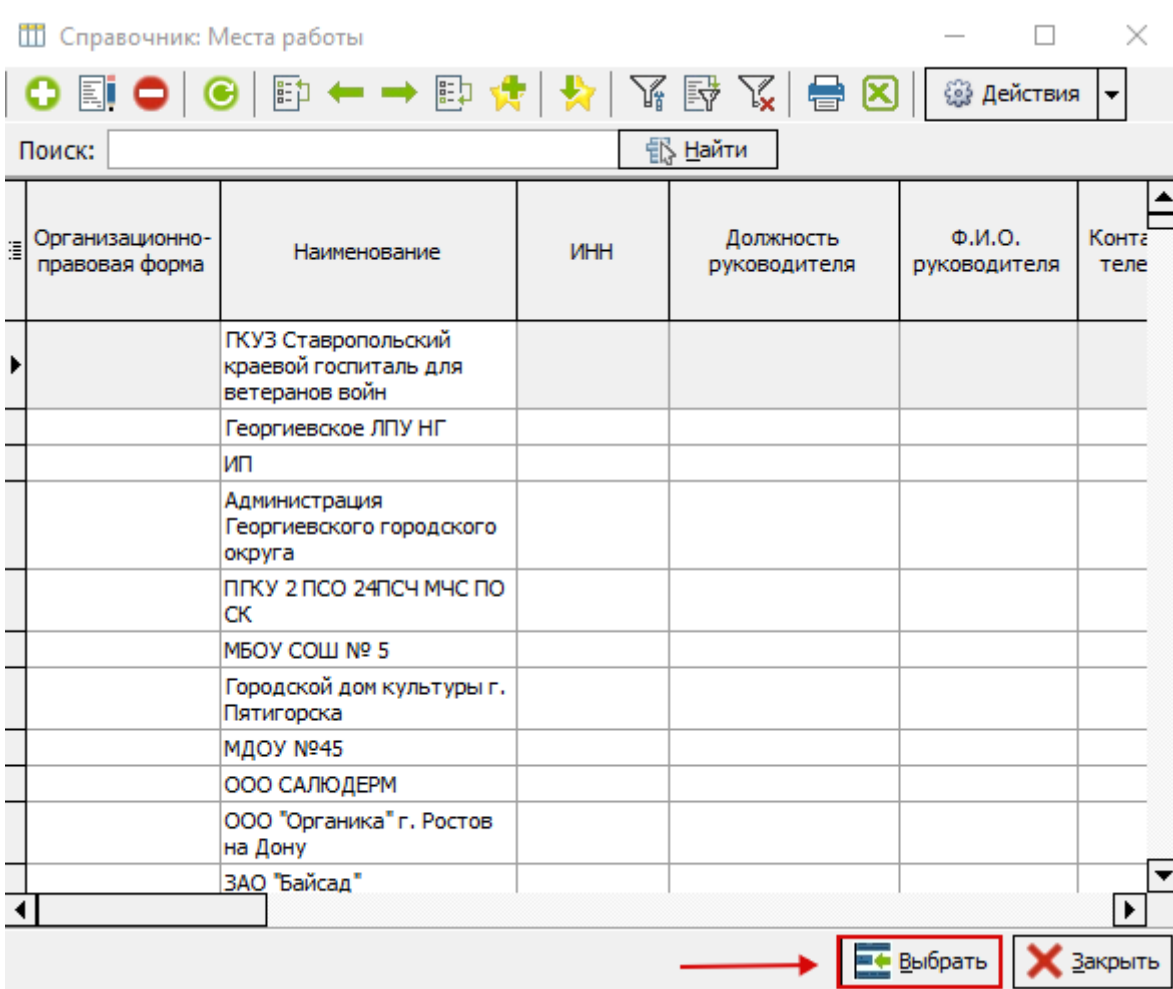 Справочник: Места работы
Действия
Поиск:
Найти
Организационно-
правовая форма
Наименование
ИНН
Должность
руководителя
Ф.И.О.
руководителя
Конта
теле
ГКУЗ Ставропольский
краевой госпиталь для
ветеранов войн
Георгиевское ЛПУ НГ
ИП
Администрация
Георгиевского городского
округа
ПГКУ 2 ПСО 24ПСЧ МЧС ПО
СК
МБОУ СОШ № 5
Городской дом культуры г.
Пятигорска
МДОУ №45
ООО САЛЮДЕРМ
ООО "Органика" г. Ростов
на Дону
ЗАО "Байсад"
Выбрать
Закрыть